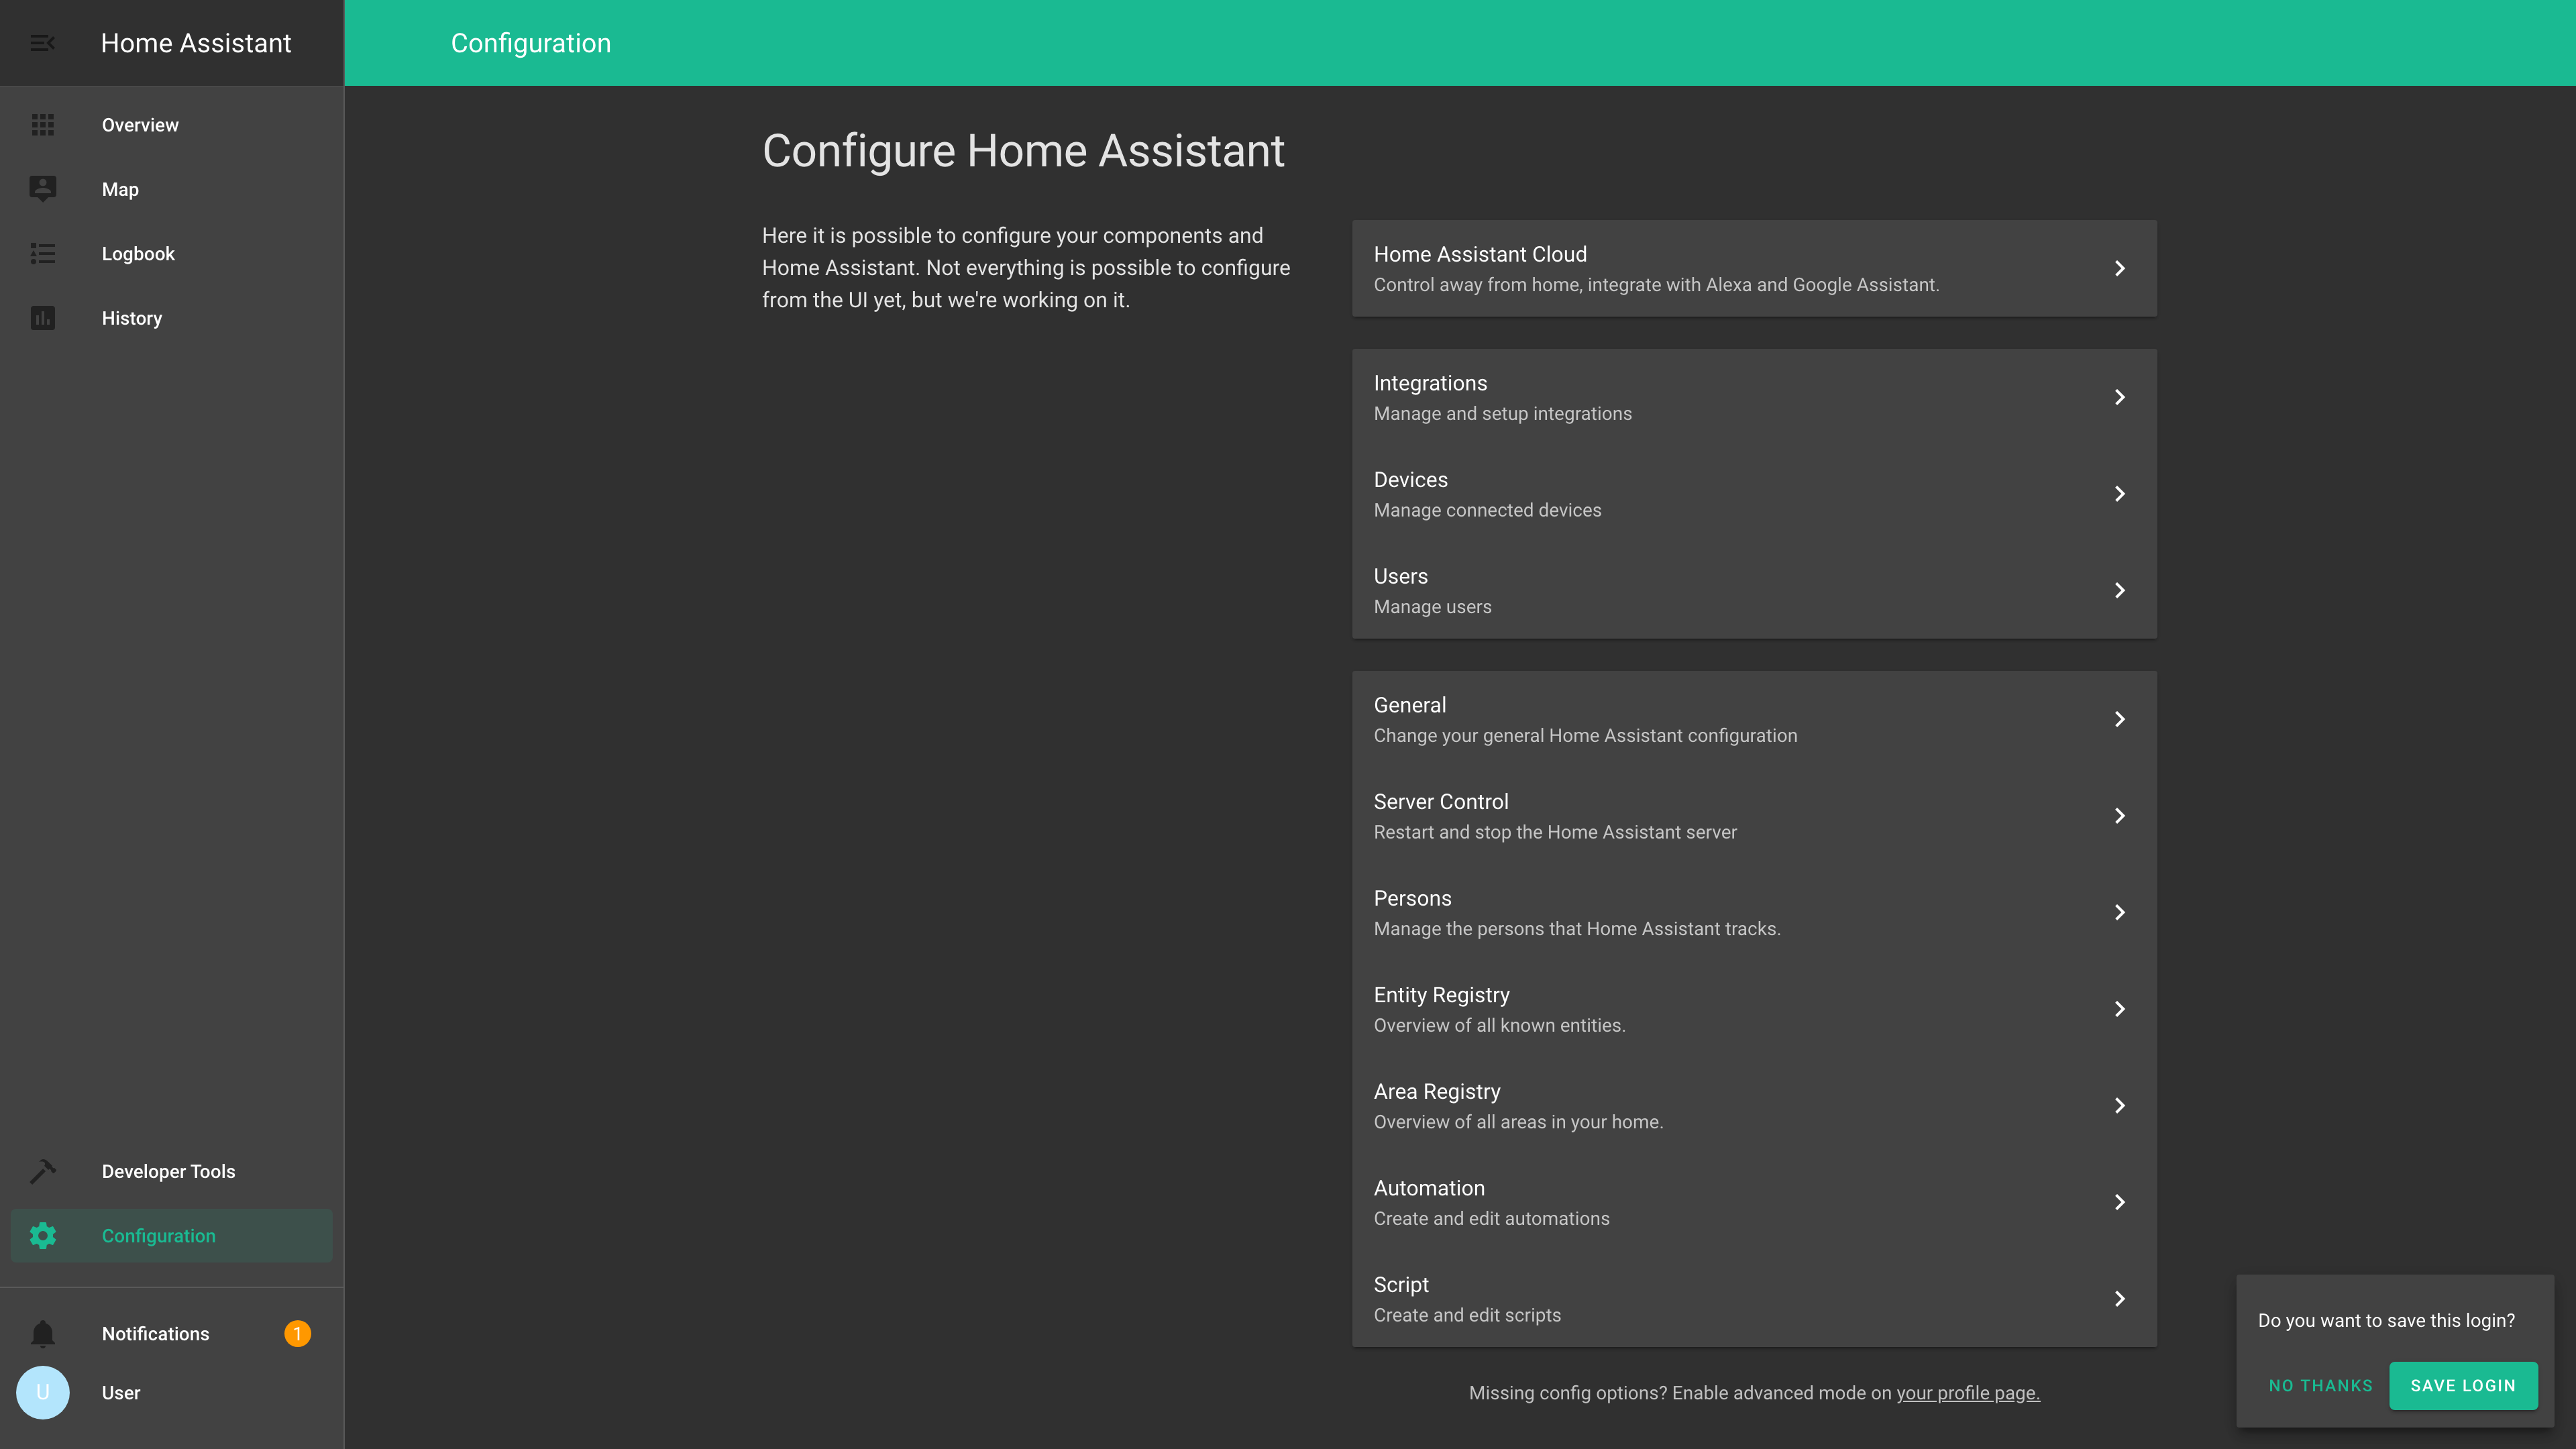 Home Assistant
Configuration
Overview
Map
Logbook
History
Developer Tools
Configuration
Notifications
1
U
User
Configure Home Assistant
Here it is possible to configure your components and
Home Assistant. Not everything is possible to configure
from the UI yet, but we're working on it.
Home Assistant Cloud
Control away from home, integrate with Alexa and Google Assistant.
Integrations
Manage and setup integrations
Devices
Manage connected devices
Users
Manage users
General
Change your general Home Assistant configuration
Server Control
Restart and stop the Home Assistant server
Persons
Manage the persons that Home Assistant tracks.
Entity Registry
Overview of all known entities.
Area Registry
Overview of all areas in your home.
Automation
Create and edit automations
Script
Create and edit scripts
Missing config options? Enable advanced mode on your profile page.
Do you want to save this login?
NO THANKS
SAVE LOGIN